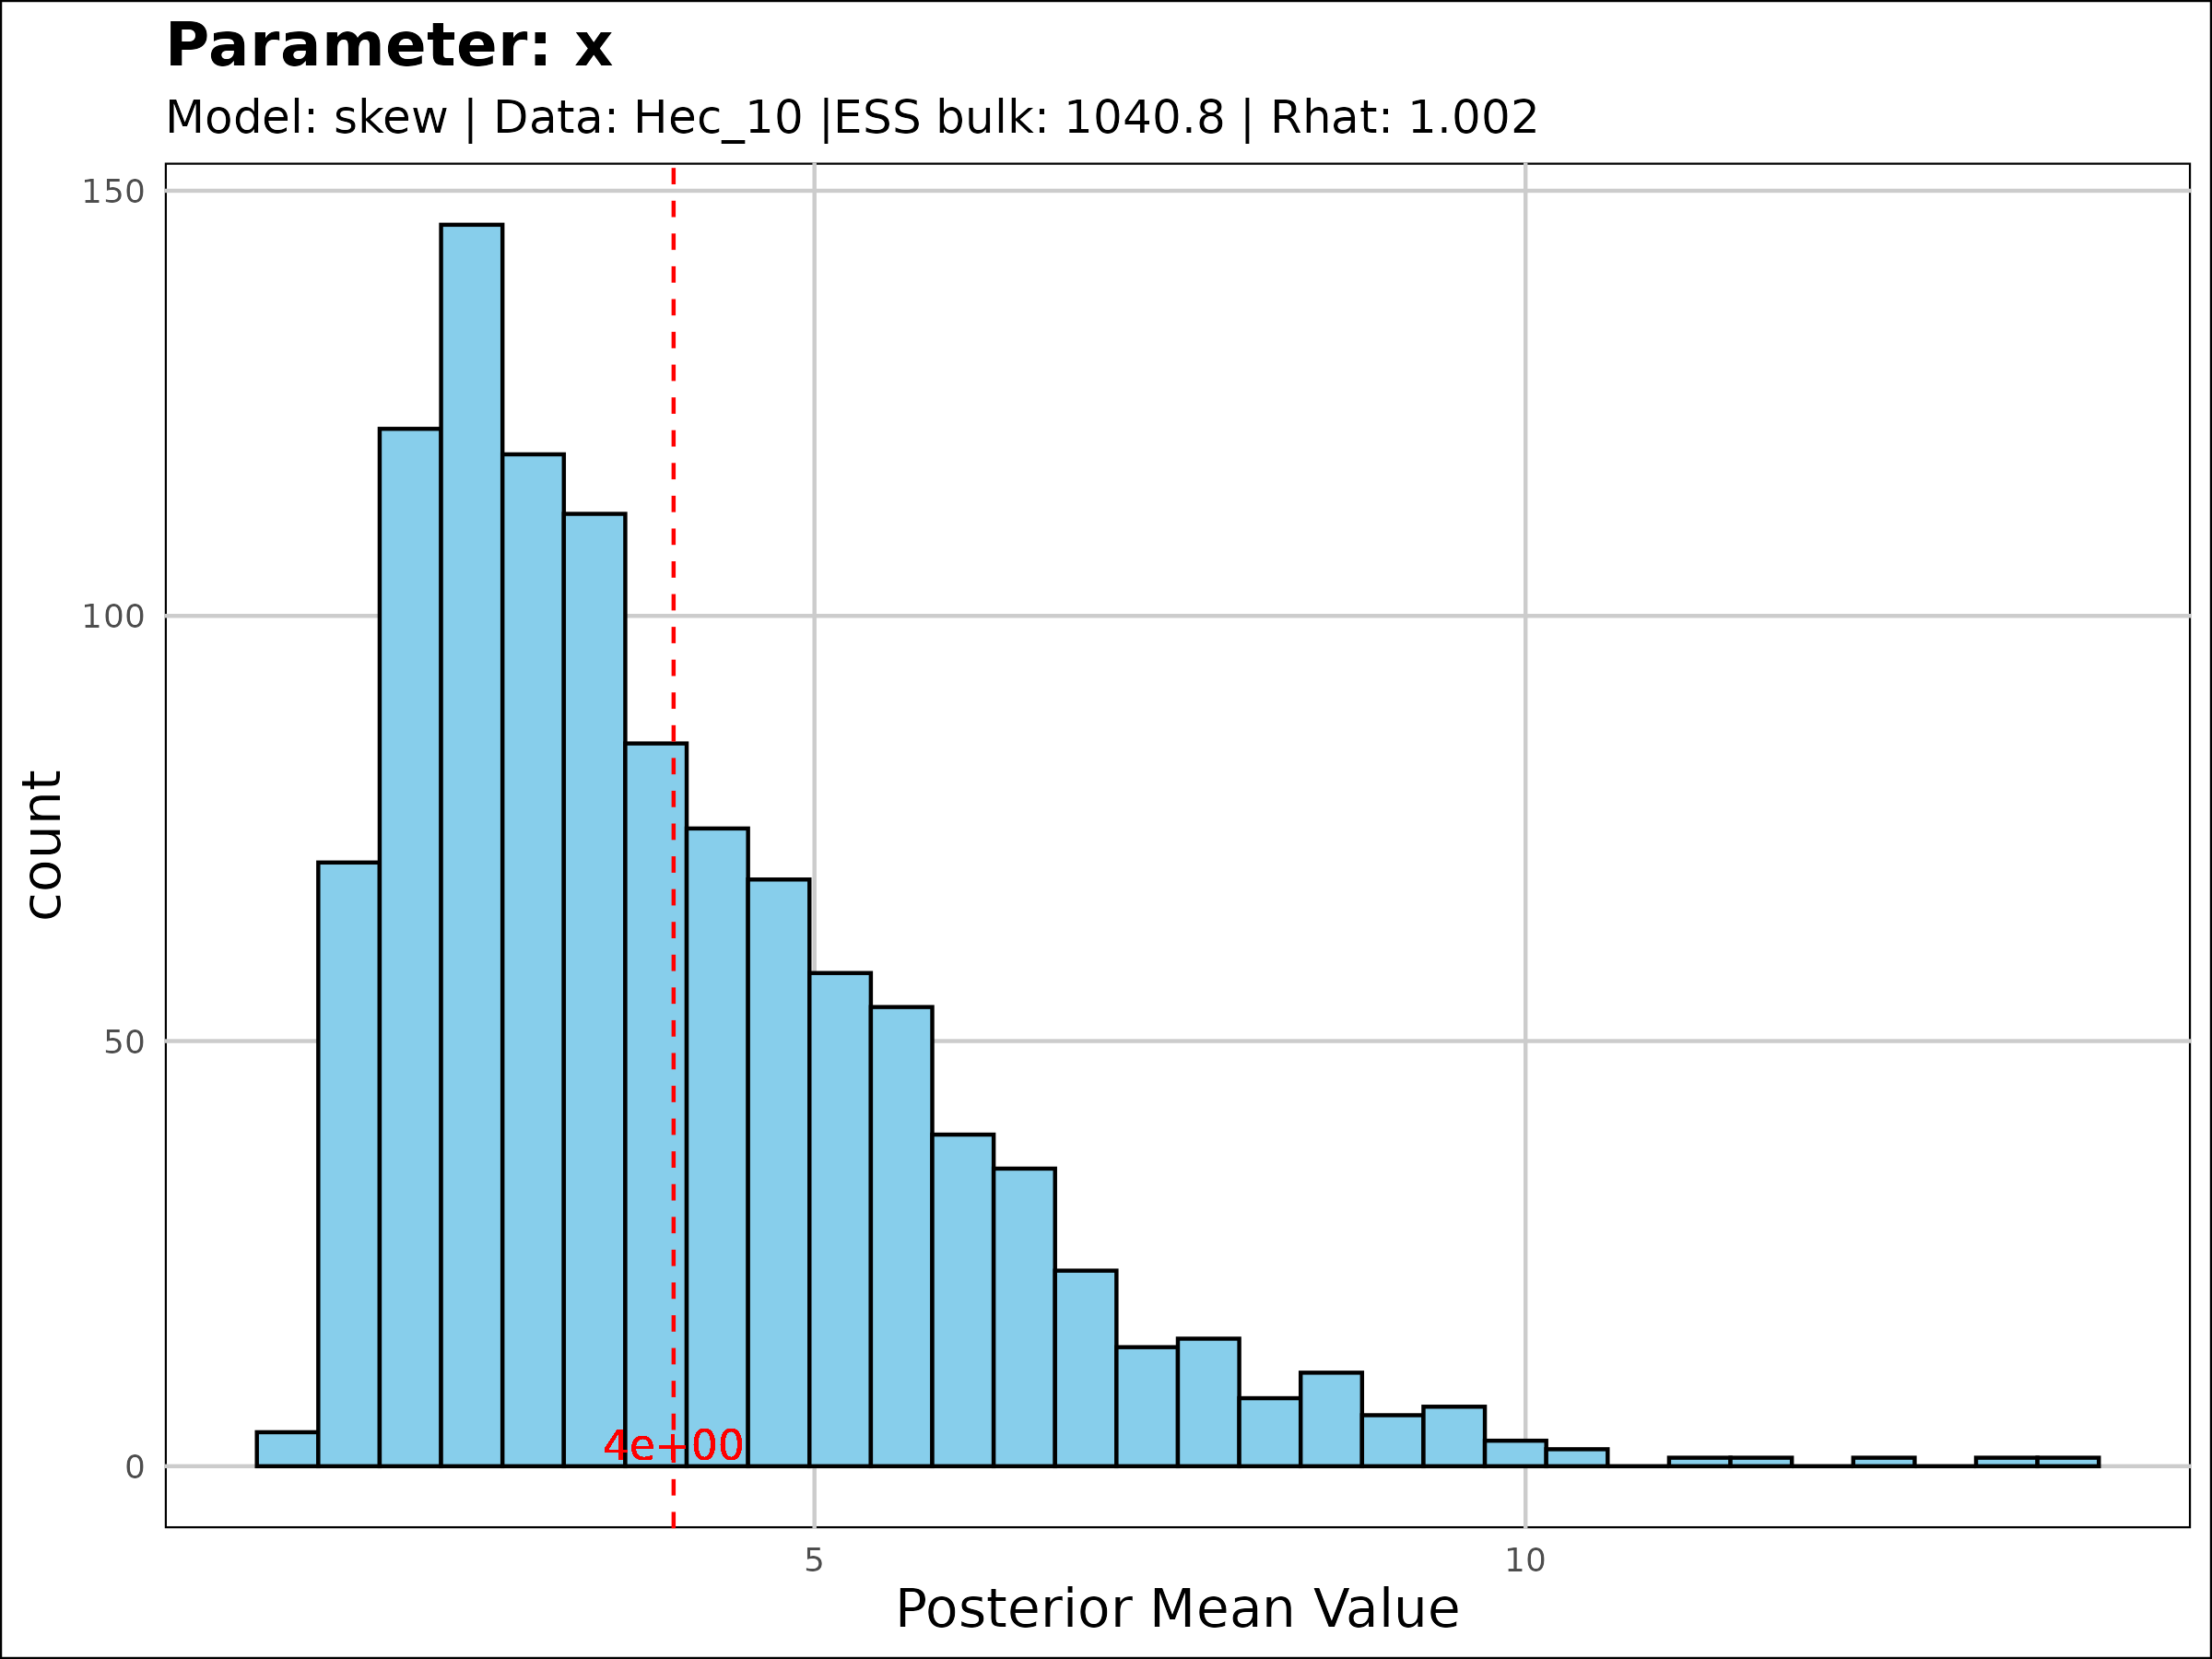 Parameter: x
Model: skew | Data: Hec_10 |ESS bulk: 1040.8 | Rhat: 1.002
150
100
50
0
count
4e+00
5
10
Posterior Mean Value